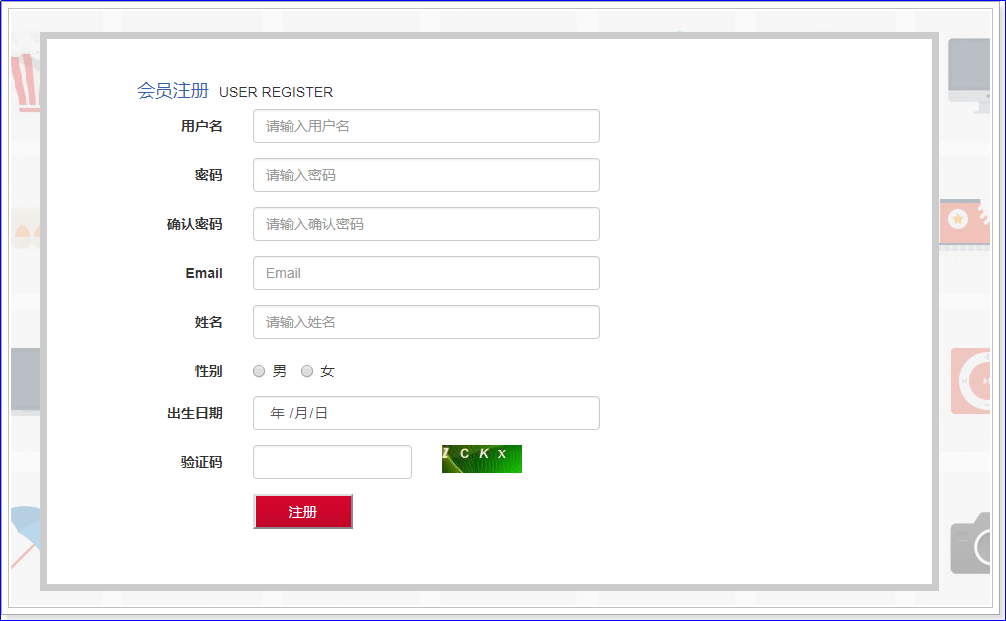 会员注册 USER REGISTER
用户名 请输入用户名
密码 请输入密码
确认密码 请输入确认密码
Email Email
姓名 请输入姓名
性别 男 女
出生日期 年 /月/日
验证码 Z C K X
注册